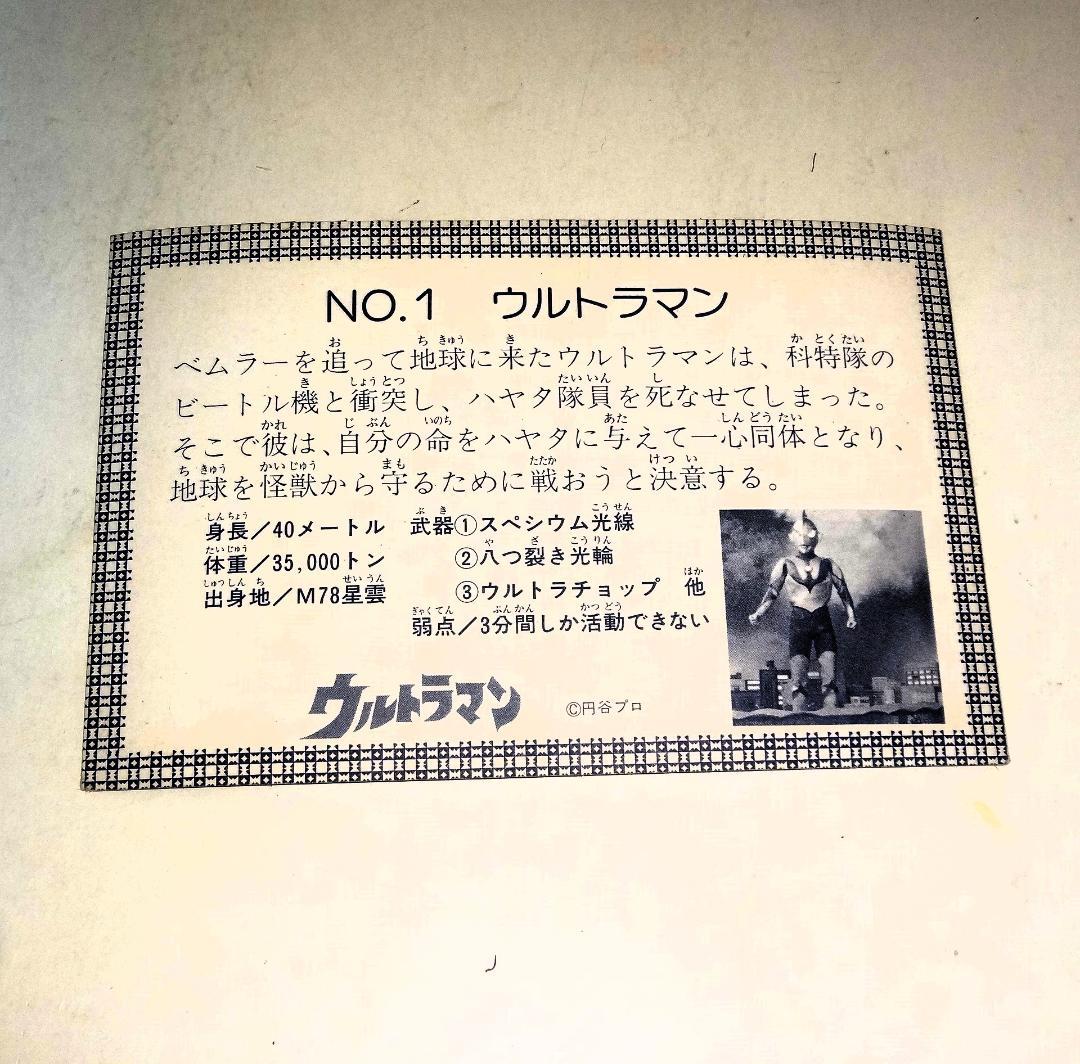 NO.1 ウルトラマン
ベムラーを追って地球に来たウルトラマンは、科特隊の
ビートル機と衝突し、ハヤタ隊員を死なせてしまった。
そこで彼は、自分の命をハヤタに与えて一心同体となり、
地球を怪獣から守るために戦おうと決意する。
身長/40メートル
体重/35,000トン
出身地/M78星雲
武器①スペシウム光線
②八つ裂き光輪
③ウルトラチョップ 他
弱点/3分間しか活動できない
ウルトラマン
©円谷プロ